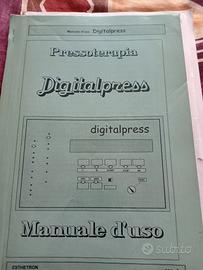 Manuale d'uso Digitalpress
Pressoterapia
Digitalpress
digitalpress
Manuale d'uso
ESTHETRON
subito